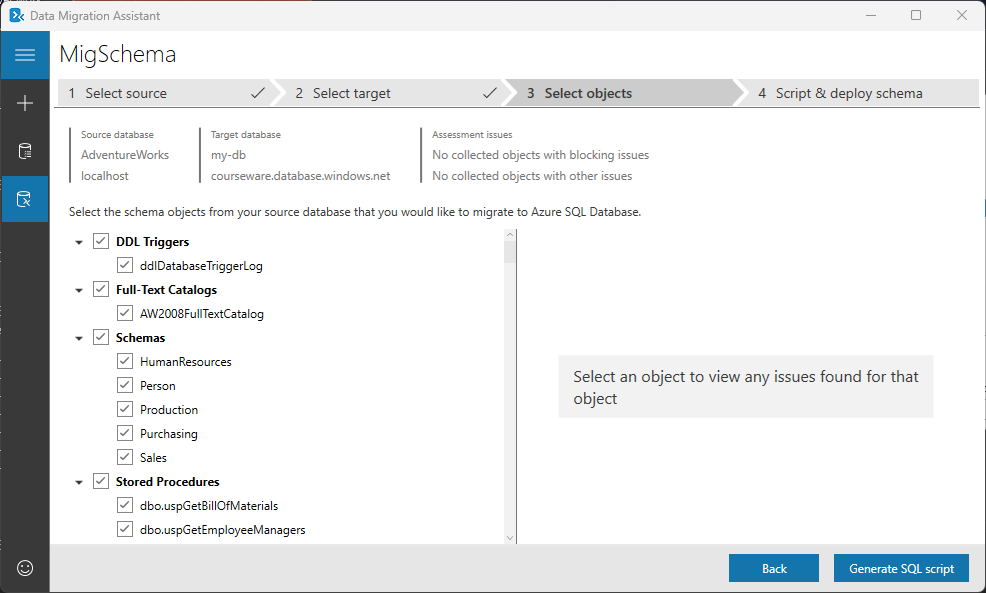 Data Migration Assistant
MigSchema
1 Select source
2 Select target
3 Select objects
4 Script & deploy schema
Source database
AdventureWorks
localhost
Target database
my-db
courseware.database.windows.net
Assessment issues
No collected objects with blocking issues
No collected objects with other issues
Select the schema objects from your source database that you would like to migrate to Azure SQL Database.
DDL Triggers
ddlDatabaseTriggerLog
Full-Text Catalogs
AW2008FullTextCatalog
Schemas
HumanResources
Person
Production
Purchasing
Sales
Stored Procedures
dbo.uspGetBillOfMaterials
dbo.uspGetEmployeeManagers
Select an object to view any issues found for that
object
Back
Generate SQL script